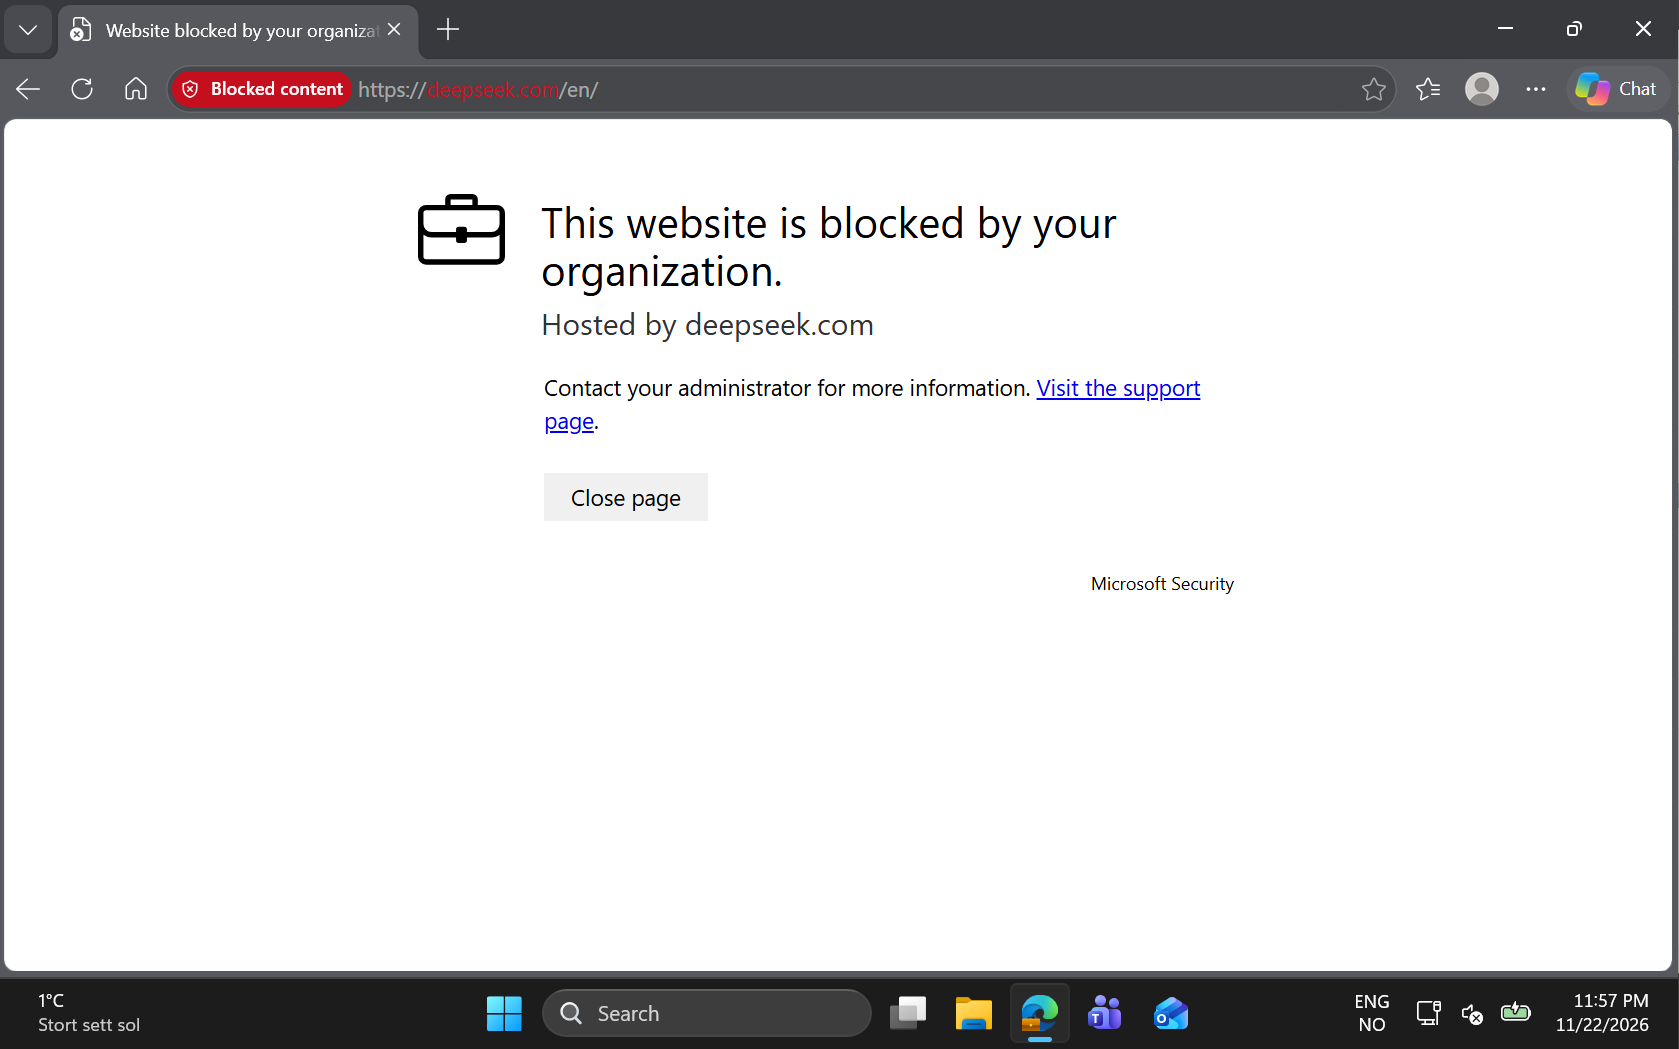 Website blocked by your organizat
Blocked content https://deepseek.com/en/
Chat
This website is blocked by your
organization.
Hosted by deepseek.com
Contact your administrator for more information. Visit the support
page.
Close page
Microsoft Security
1°C
Stort sett sol
Search
T
O
ENG
NO
11:57 PM
11/22/2026